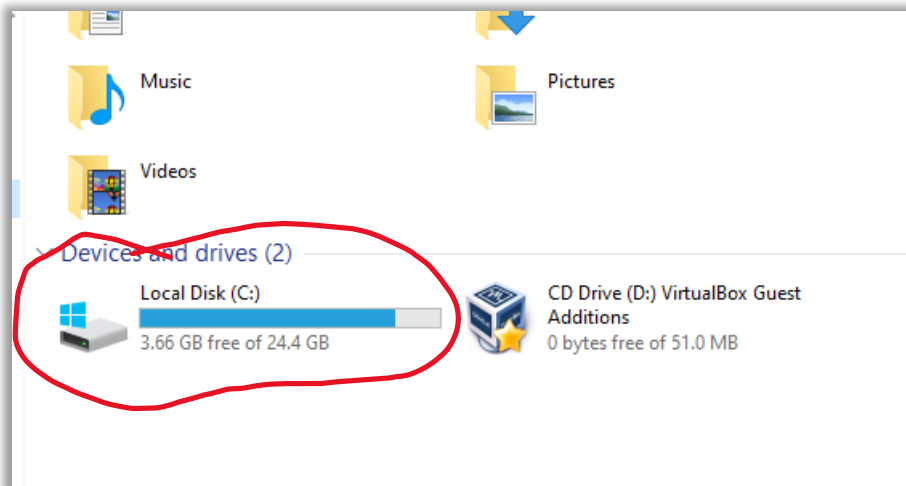 Music
Pictures
Videos
Devices and drives (2)
Local Disk (C:)
3.66 GB free of 24.4 GB
CD Drive (D:) VirtualBox Guest
Additions
0 bytes free of 51.0 MB